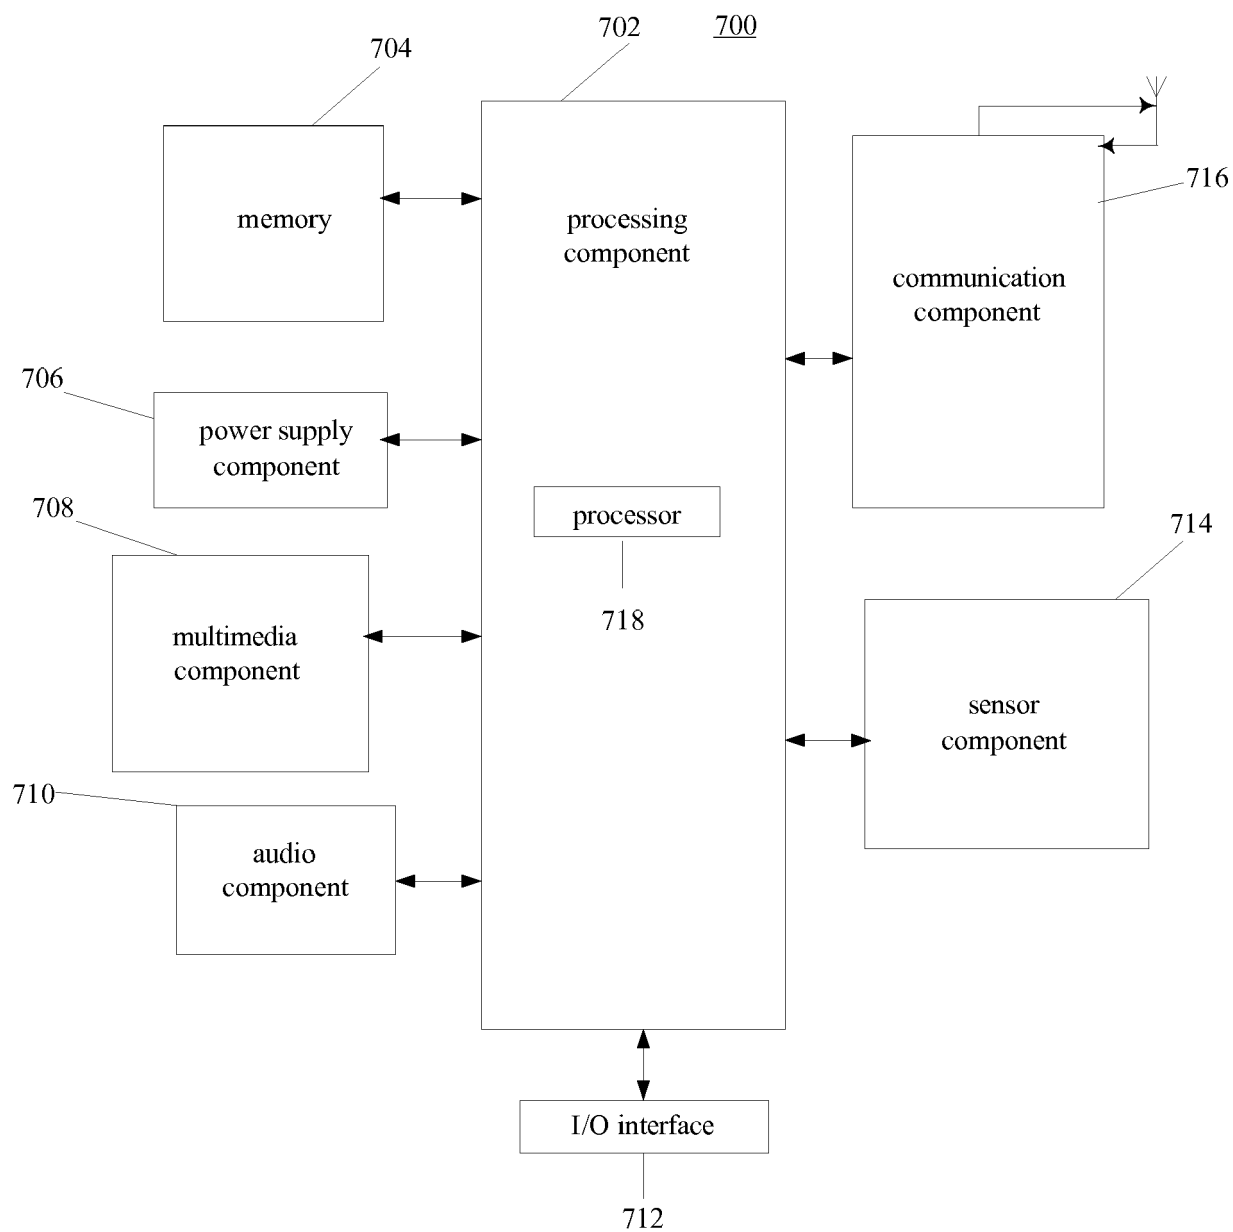 700
702
704
memory
processing
component
716
communication
component
706
power supply
component
708
processor
718
714
multimedia
component
sensor
component
710
audio
component
I/O interface
712